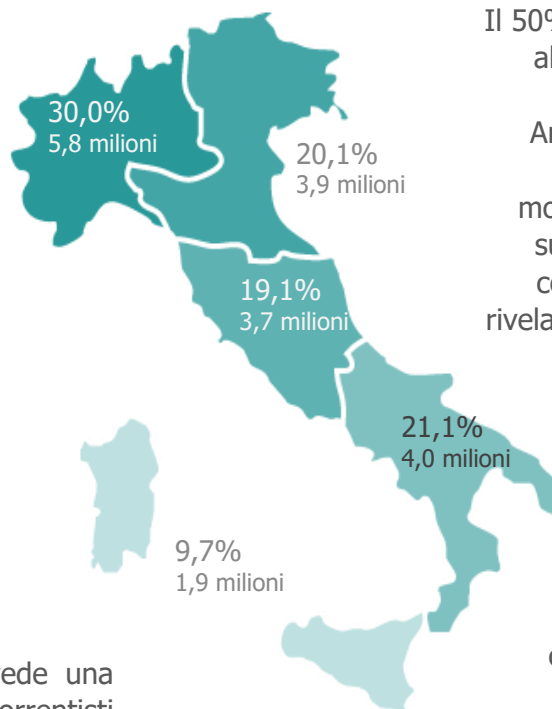 Il 50%
al
30,0%
5,8 milioni
20,1%
3,9 milioni
mo
su
co
rivela
19,1%
3,7 milioni
21,1%
4,0 milioni
9,7%
1,9 milioni
ede una
orrentisti